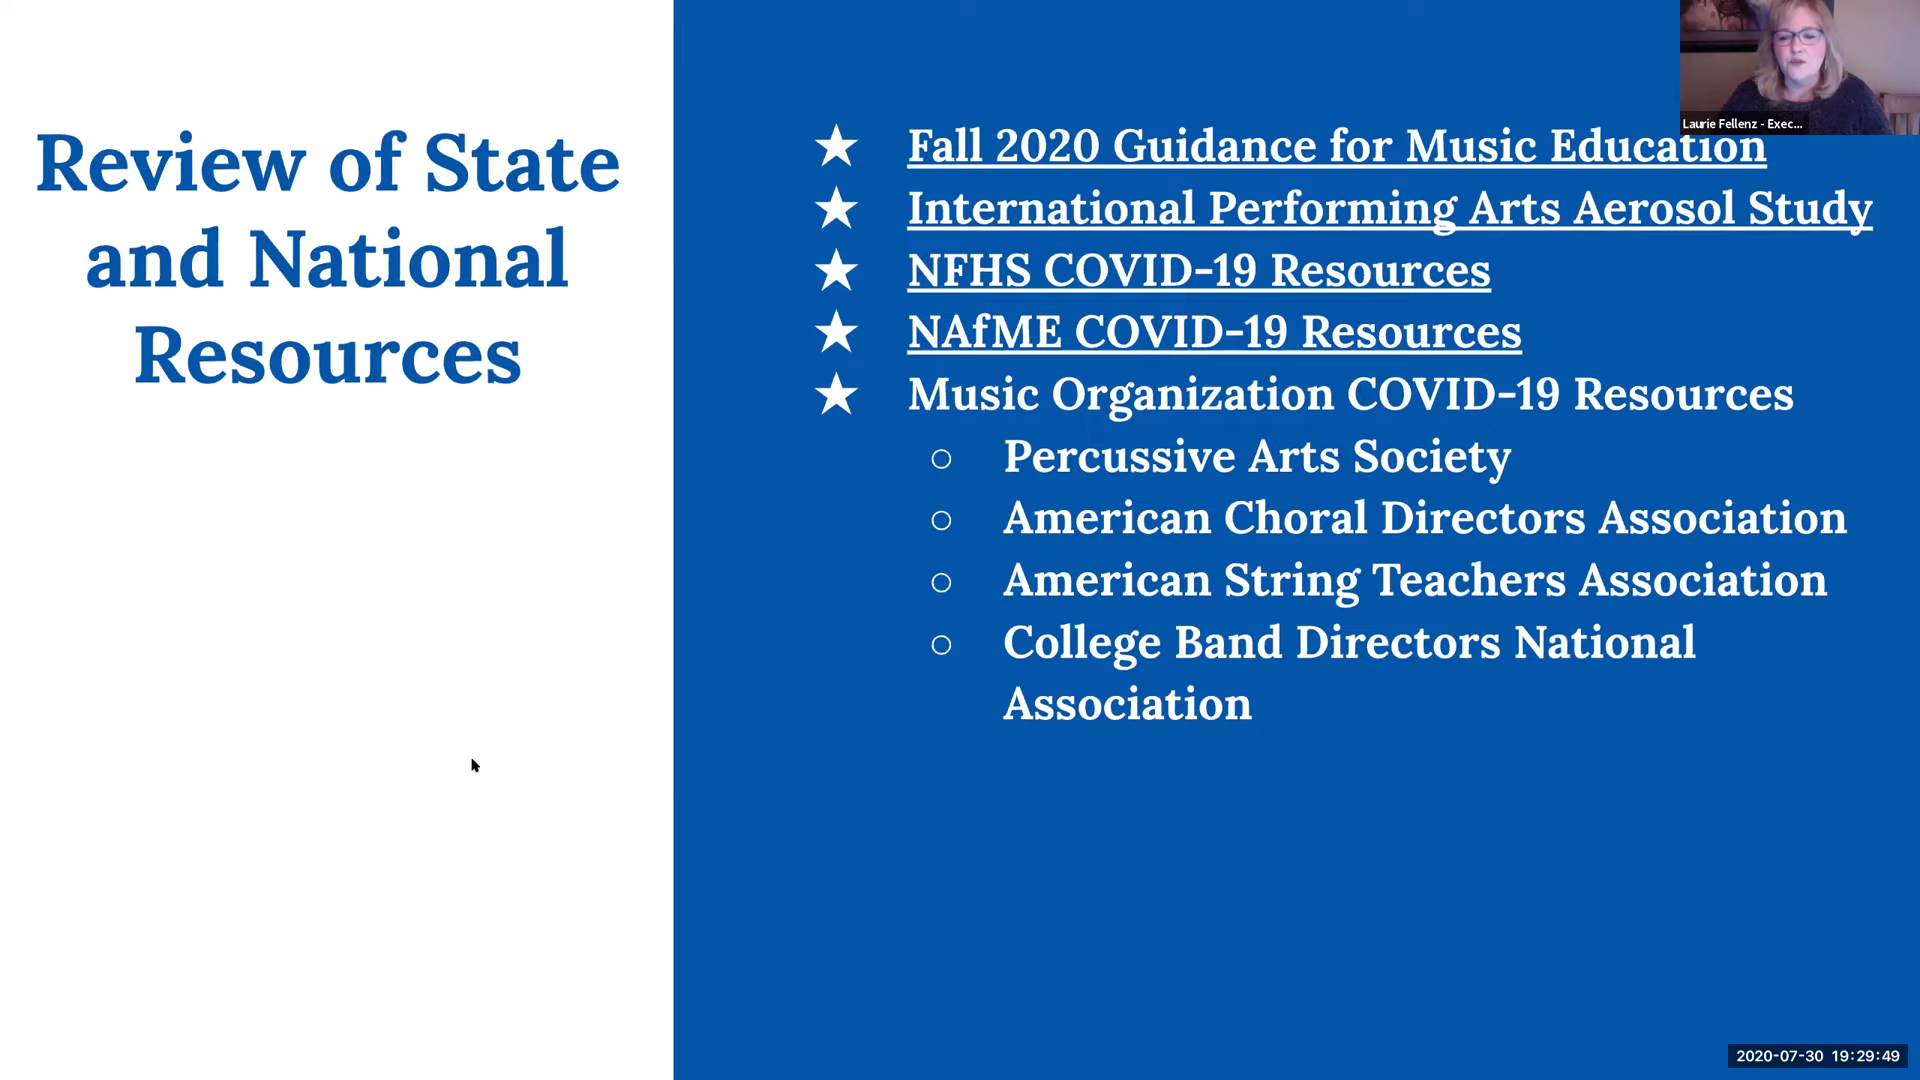 Review of State
and National
Resources
Laurie Fellenz - Exec...
★ Fall 2020 Guidance for Music Education
★ International Performing Arts Aerosol Study
★ NFHS COVID-19 Resources
★ NAfME COVID-19 Resources
★ Music Organization COVID-19 Resources
○ Percussive Arts Society
○ American Choral Directors Association
○ American String Teachers Association
○ College Band Directors National
Association
2020-07-30 19:29:49